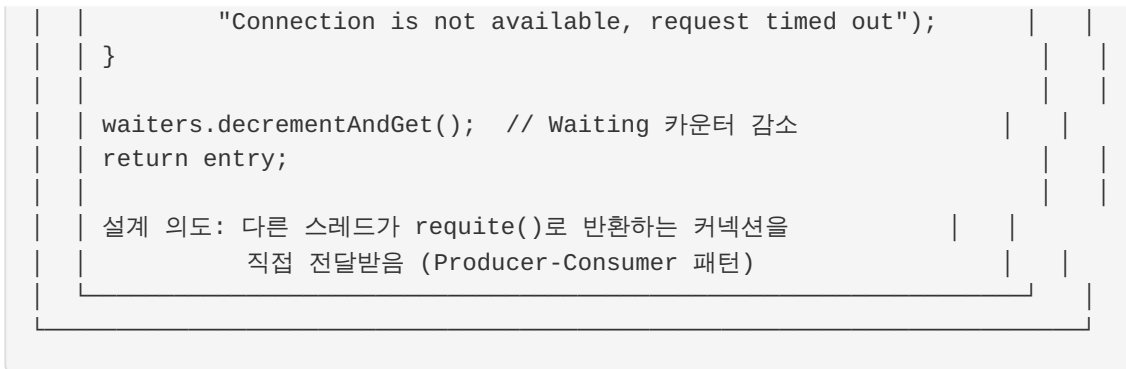 "Connection is not available, request timed out");
}
waiters.decrementAndGet();  // Waiting 카운터 감소
return entry;
설계 의도: 다른 스레드가 requite()로 반환하는 커넥션을
직접 전달받음 (Producer-Consumer 패턴)